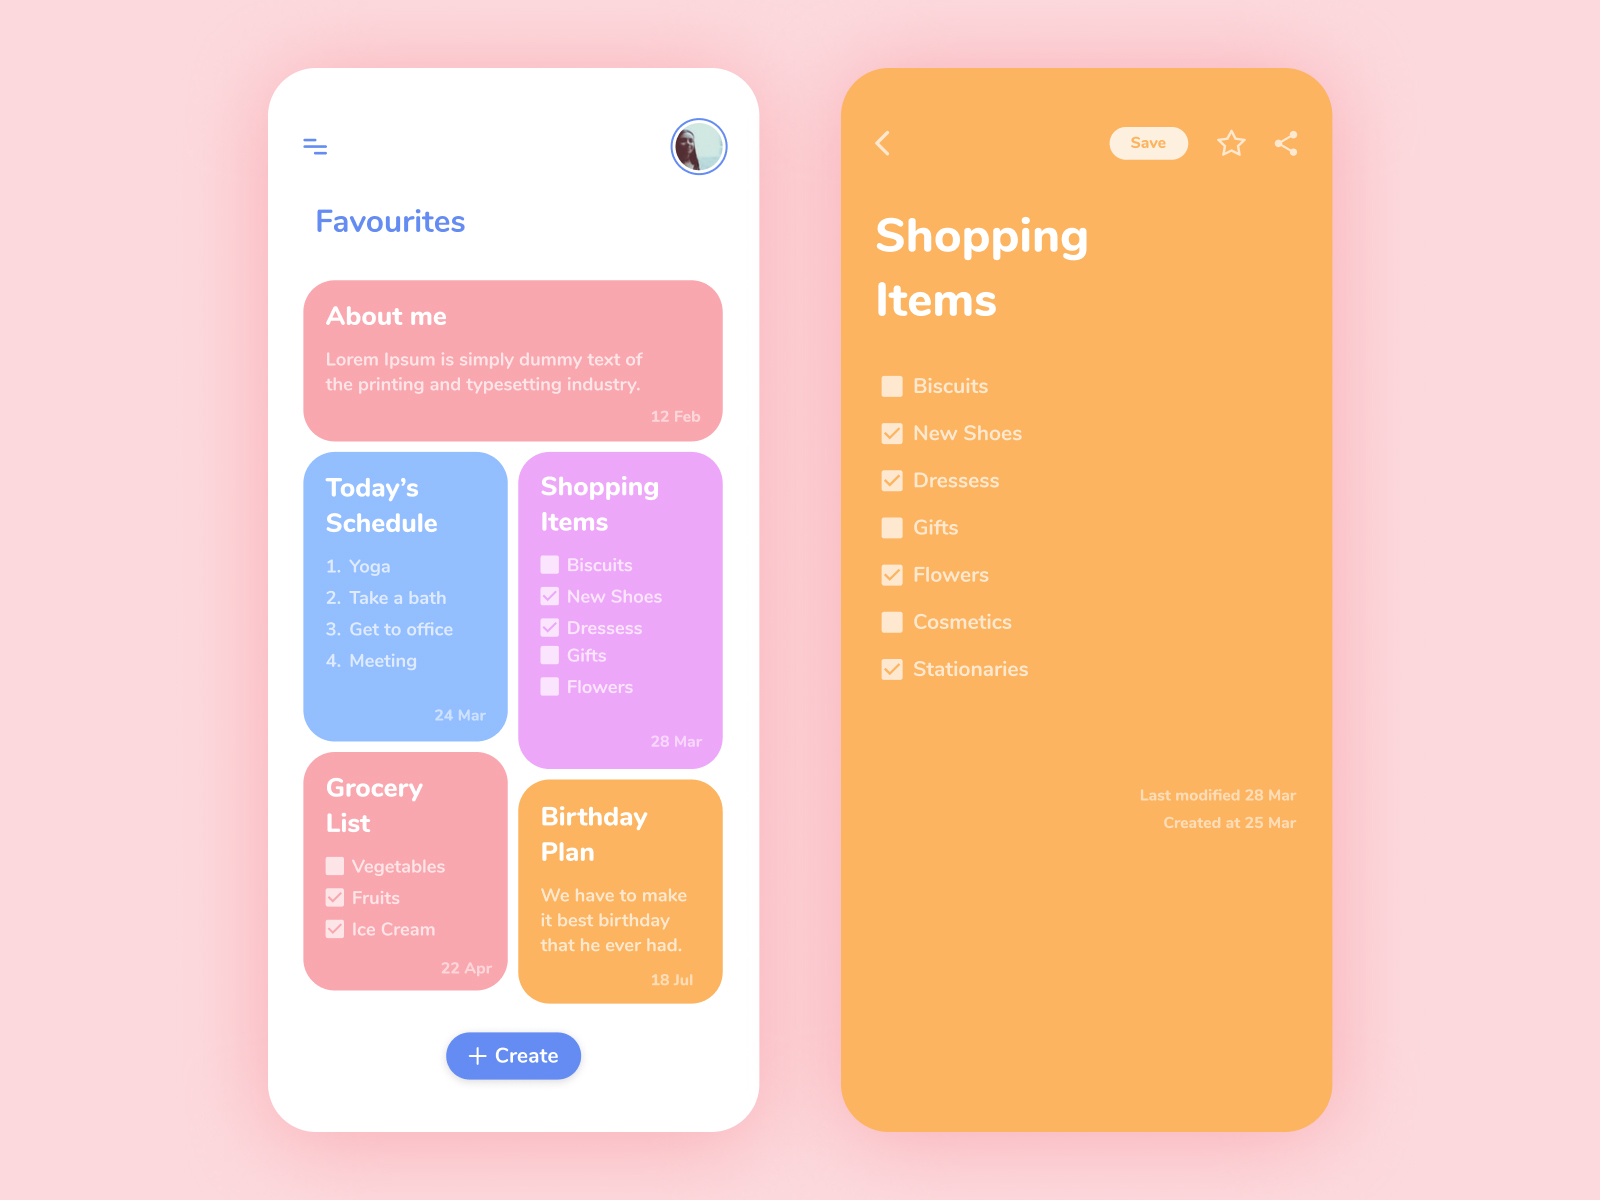 Favourites
About me
Lorem Ipsum is simply dummy text of
the printing and typesetting industry.
12 Feb
Today’s
Schedule
1. Yoga
2. Take a bath
3. Get to office
4. Meeting
24 Mar
Shopping
Items
Biscuits
New Shoes
Dressess
Gifts
Flowers
28 Mar
Grocery
List
Vegetables
Fruits
Ice Cream
22 Apr
Birthday
Plan
We have to make
it best birthday
that he ever had.
18 Jul
Create
Save
Shopping
Items
Biscuits
New Shoes
Dressess
Gifts
Flowers
Cosmetics
Stationaries
Last modified 28 Mar
Created at 25 Mar